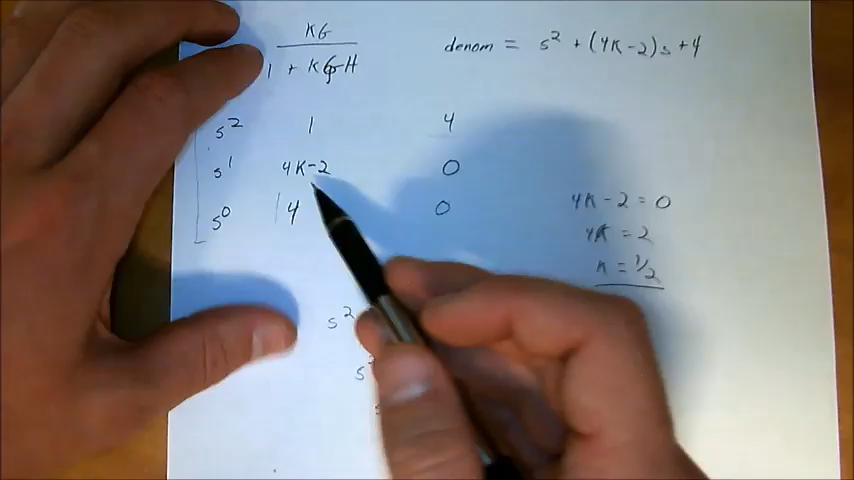 KG
1 + KGH
denom = s² + (4K-2)s + 4
s² 1 4
s¹ 4K-2 0
s⁰ 4 0
4K-2 = 0
4K = 2
K = 1/2
s²
s